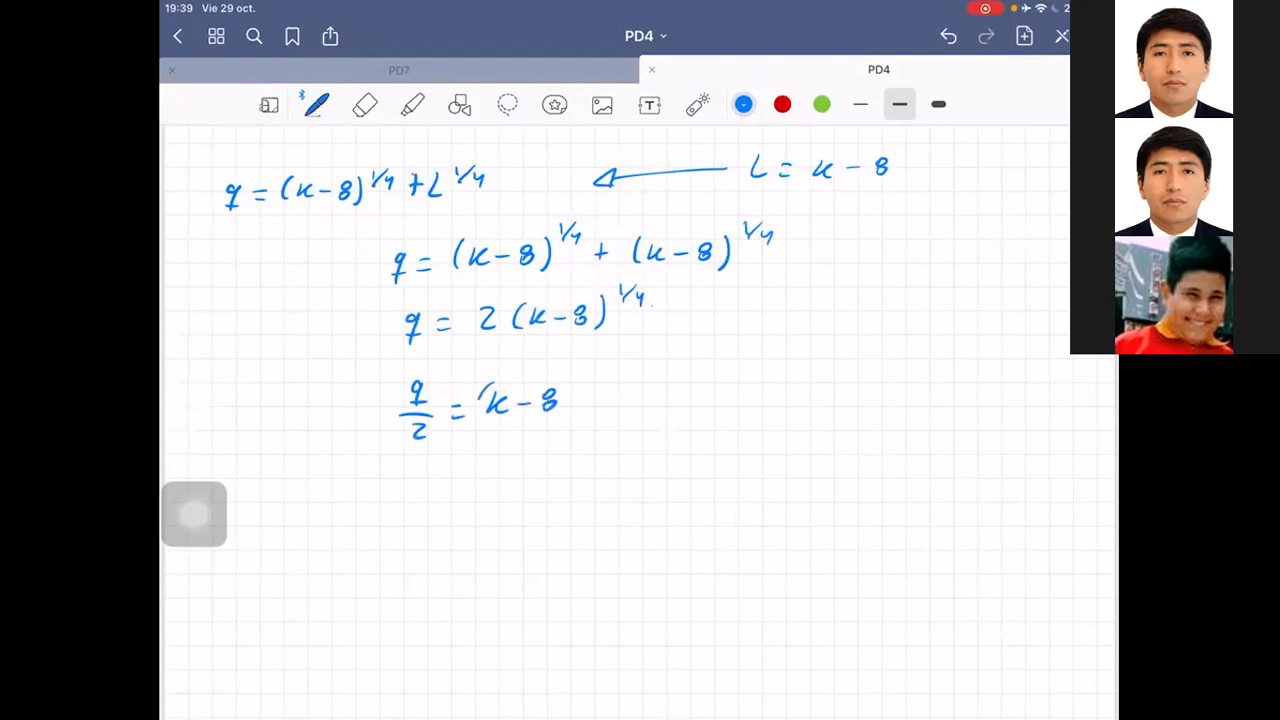 19:39 Vie 29 oct.
PD4
PD7
PD4
q = (k-8)^1/4 + L^1/4
L = k - 8
q = (k-8)^1/4 + (k-8)^1/4
q = 2 (k-8)^1/4
q/2 = (k-8